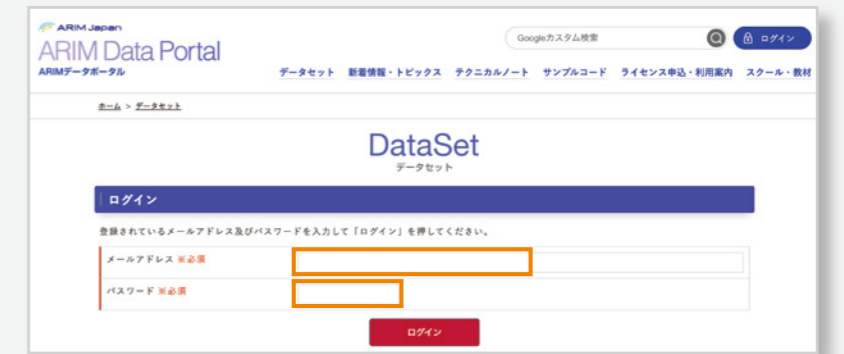 ARIM Japan
ARIM Data Portal
ARIMデータポータル
Googleカスタム検索
ログイン
データセット 新着情報・トピックス テクニカルノート サンプルコード ライセンス申込・利用案内 スクール・教材
ホーム > データセット
DataSet
データセット
ログイン
登録されているメールアドレス及びパスワードを入力して「ログイン」を押してください。
メールアドレス ※必須
パスワード ※必須
ログイン